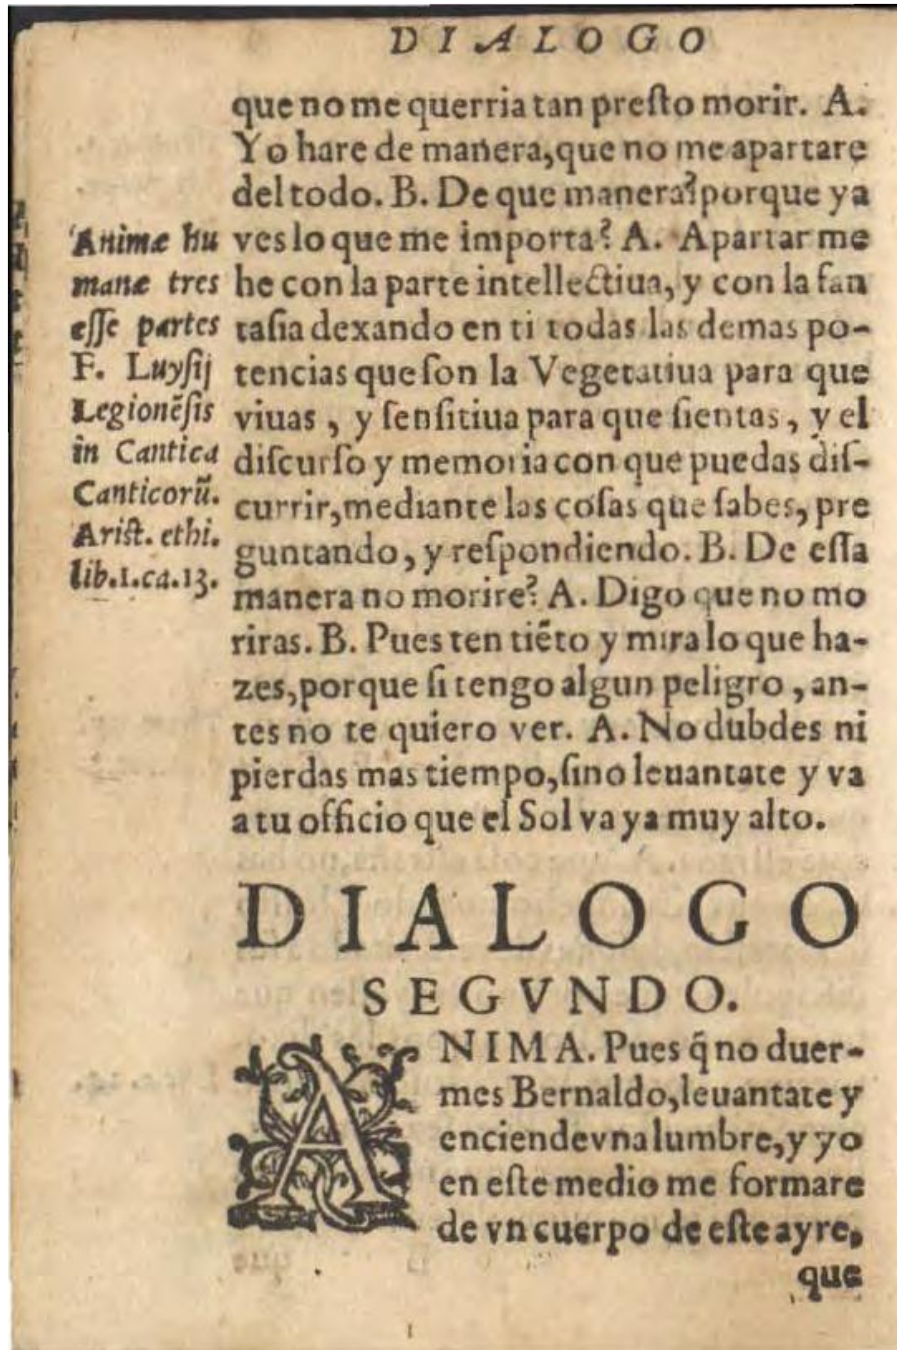 DIALOGO
que no me querria tan presto morir. A.
Yo hare de manera, que no me apartare
del todo. B. De que manera? porque ya
ves lo que me importa? A. Apartar me
he con la parte intellectiua, y con la fan
tasia dexando en ti todas las demas po-
tencias que son la Vegetatiua para que
viuas, y sensitiua para que sientas, y el
discurso y memoria con que puedas dis-
currir, mediante las cosas que sabes, pre
guntando, y respondiendo. B. De essa
manera no morire? A. Digo que no mo
riras. B. Pues ten tiẽto y mira lo que ha-
zes, porque si tengo algun peligro, an-
tes no te quiero ver. A. No dubdes ni
pierdas mas tiempo, sino leuantate y va
a tu officio que el Sol va ya muy alto.
Animæ hu
manæ tres
esse partes
F. Luysij
Legionẽsis
in Cantica
Canticorũ.
Arist. ethi.
lib.1.ca.13.
DIALOGO
SEGVNDO.
ANIMA. Pues q̃ no duer-
mes Bernaldo, leuantate y
enciende vna lumbre, y yo
en este medio me formare
de vn cuerpo de este ayre,
que